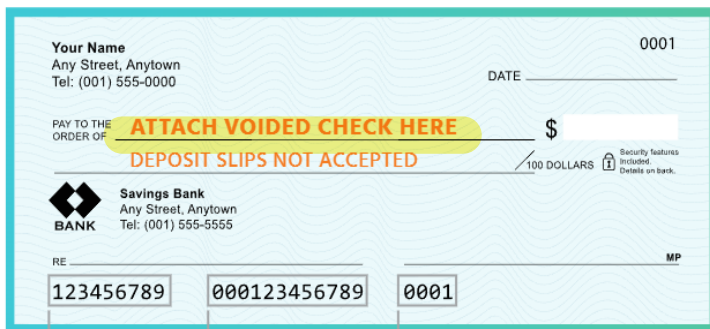 Your Name
0001
Any Street, Anytown
Tel: (001) 555-0000
DATE
PAY TO THE
ORDER OF
ATTACH VOIDED CHECK HERE
$
DEPOSIT SLIPS NOT ACCEPTED
/100 DOLLARS
Security features
Included.
Details on back.
Savings Bank
Any Street, Anytown
Tel: (001) 555-5555
BANK
RE
MP
123456789 000123456789 0001